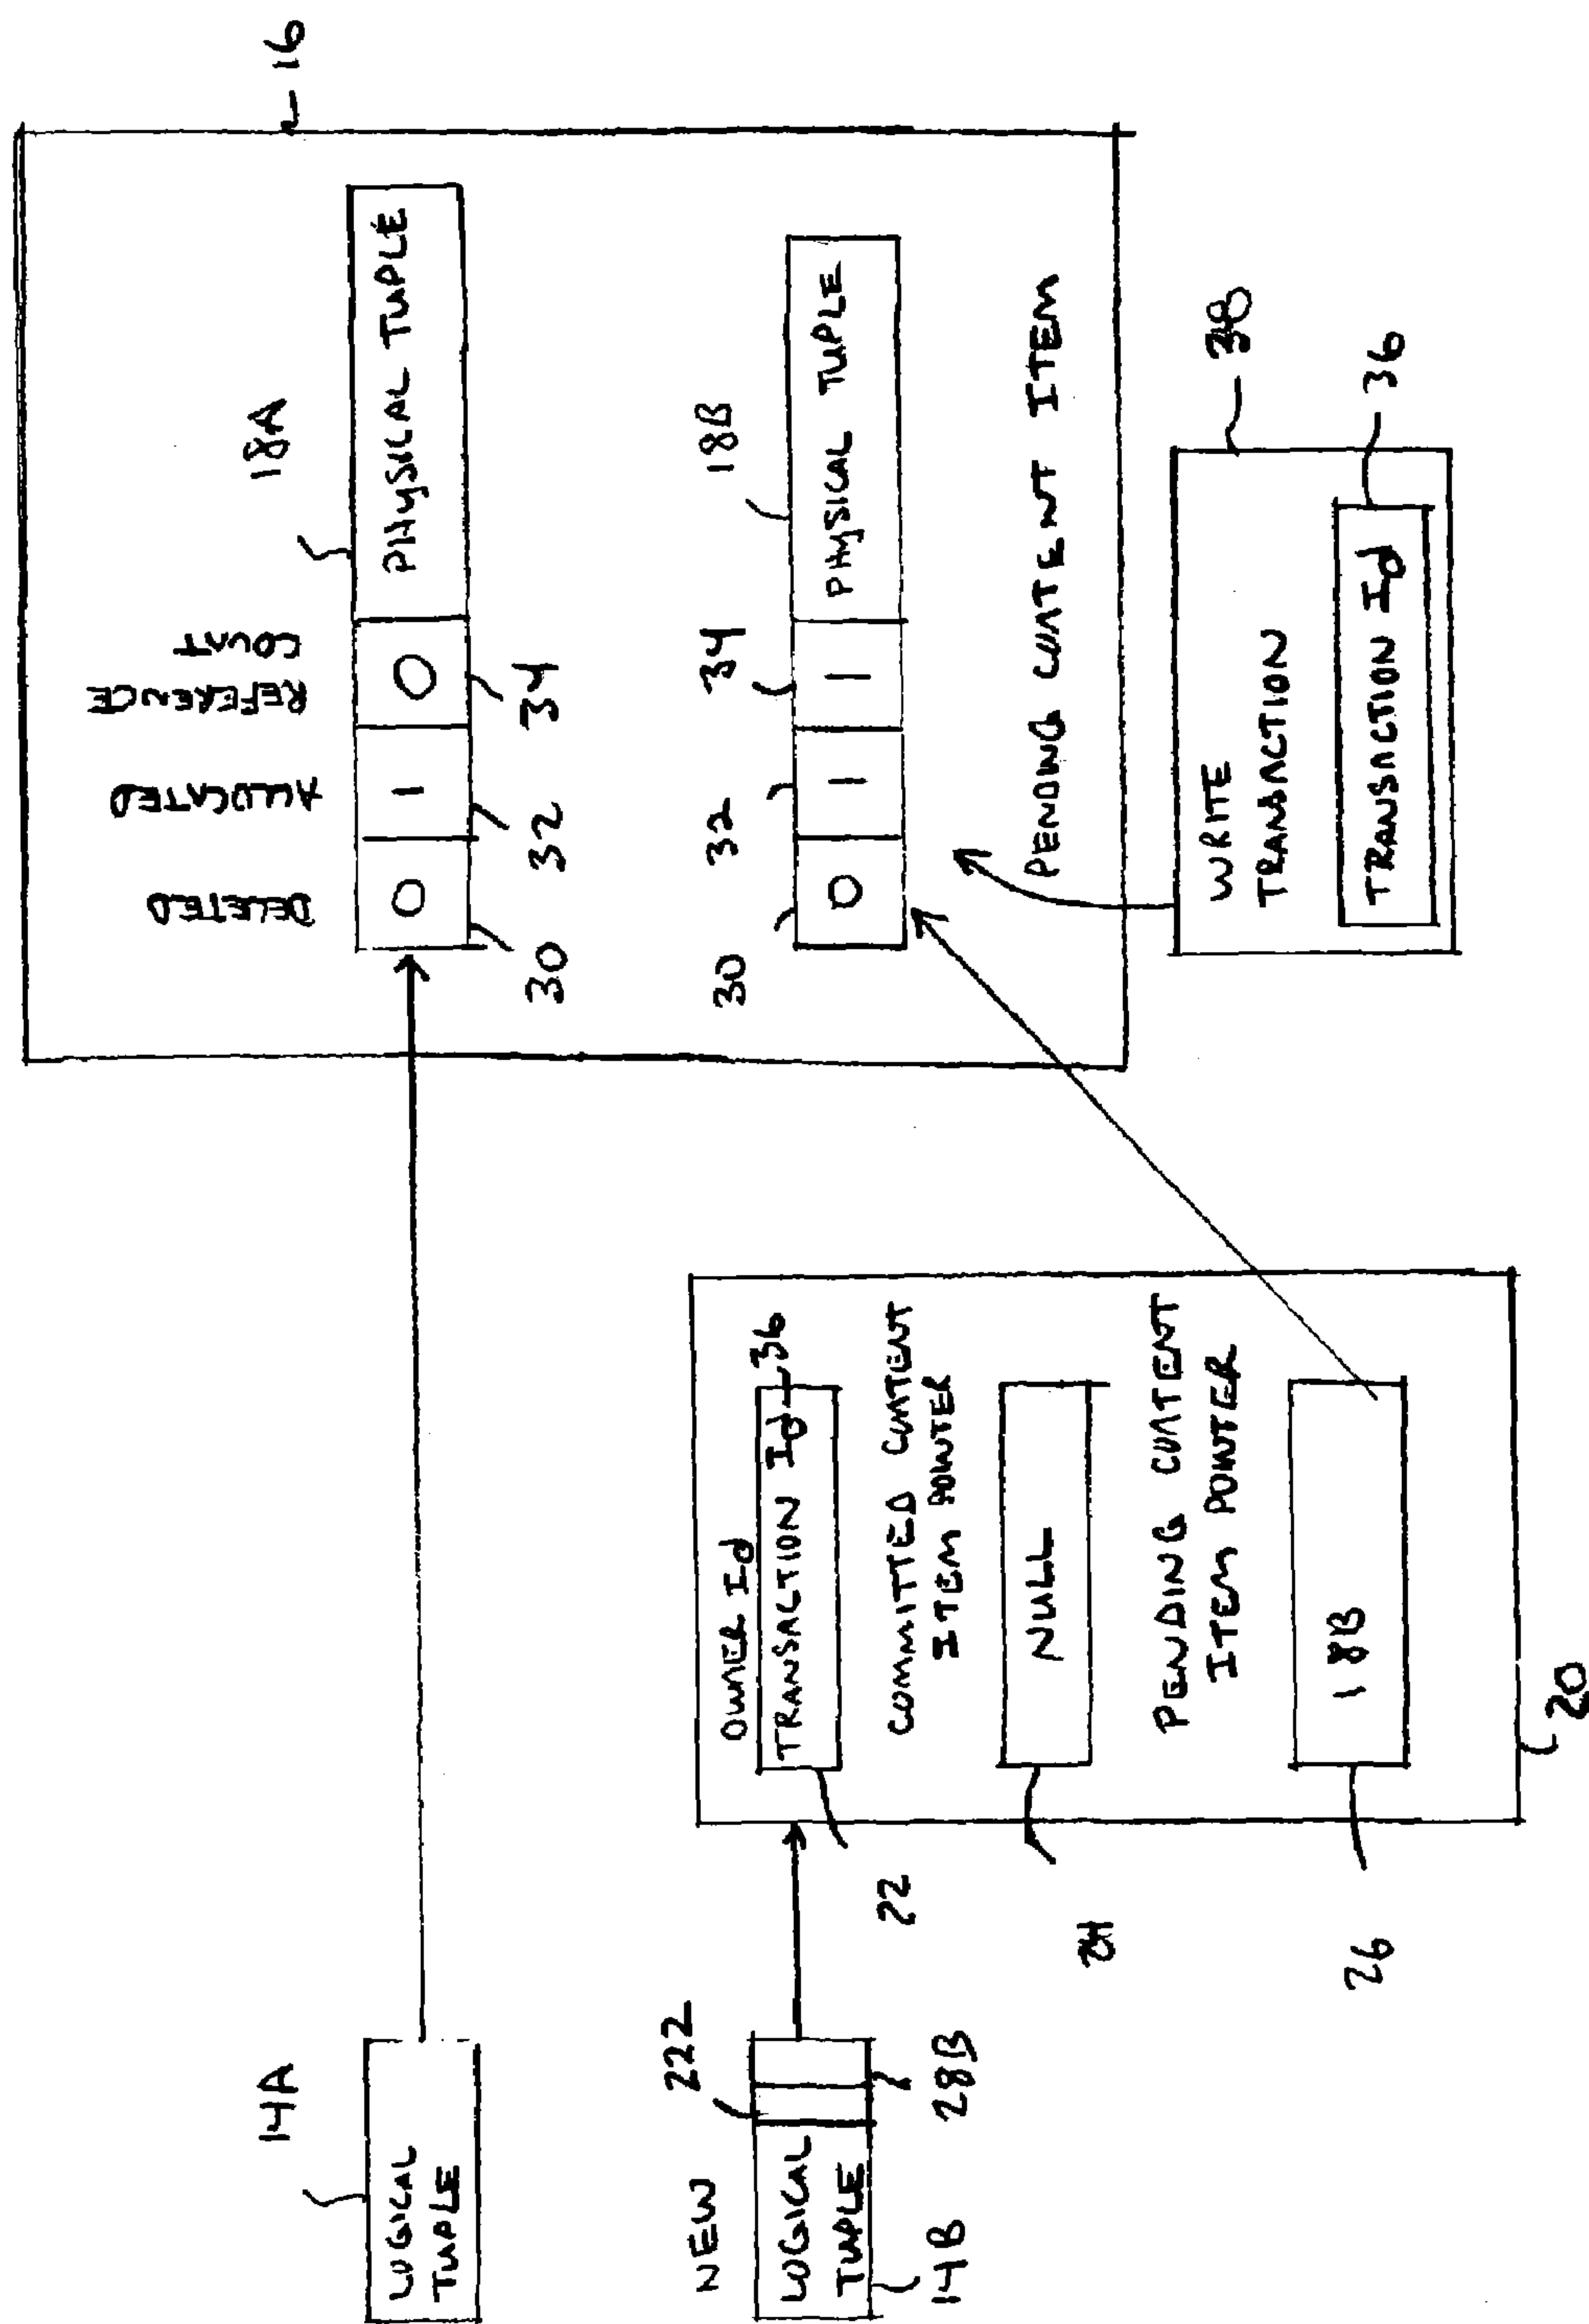 DELETED
ALLOCATED
REFERENCE
COUNT
16
14A
18A
LOGICAL
TUPLE
0
1
0
PHYSICAL TUPLE
30
32
34
NEW
222
OWNER Id
30
32
34
18B
LOGICAL
TUPLE
TRANSACTION Id
36
0
1
1
PHYSICAL TUPLE
14B
28B
22
COMMITTED CONTENT
ITEM POINTER
NULL
24
PENDING CONTENT ITEM
PENDING CONTENT
ITEM POINTER
18B
26
20
WRITE
TRANSACTION
38
TRANSACTION Id
36